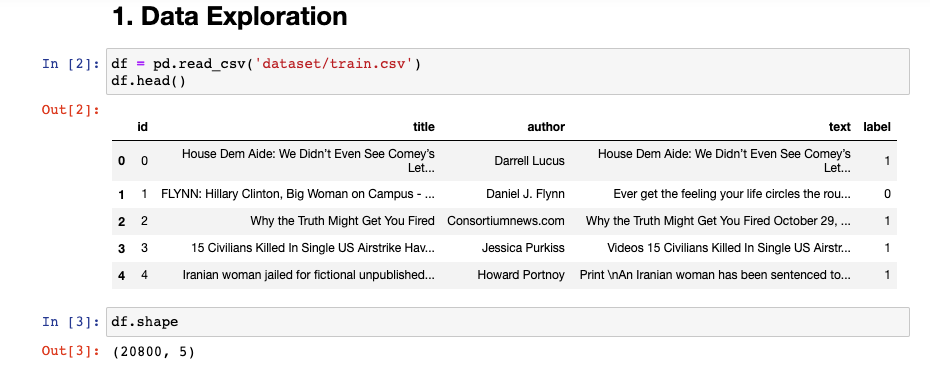 1. Data Exploration
In [2]: df = pd.read_csv('dataset/train.csv')
df.head()
Out[2]:
id title author text label
0 0 House Dem Aide: We Didn’t Even See Comey’s Let... Darrell Lucus House Dem Aide: We Didn’t Even See Comey’s Let... 1
1 1 FLYNN: Hillary Clinton, Big Woman on Campus - ... Daniel J. Flynn Ever get the feeling your life circles the rou... 0
2 2 Why the Truth Might Get You Fired Consortiumnews.com Why the Truth Might Get You Fired October 29, ... 1
3 3 15 Civilians Killed In Single US Airstrike Hav... Jessica Purkiss Videos 15 Civilians Killed In Single US Airstr... 1
4 4 Iranian woman jailed for fictional unpublished... Howard Portnoy Print \nAn Iranian woman has been sentenced to... 1
In [3]: df.shape
Out[3]: (20800, 5)